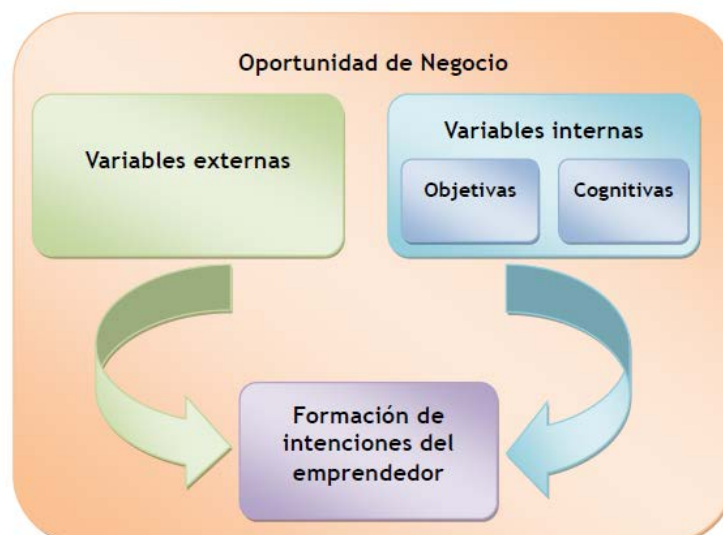 Oportunidad de Negocio
Variables externas
Variables internas
Objetivas
Cognitivas
Formación de
intenciones del
emprendedor